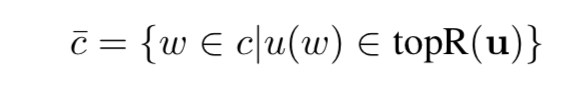 c̄ = {w ∈ c|u(w) ∈ topR(u)}